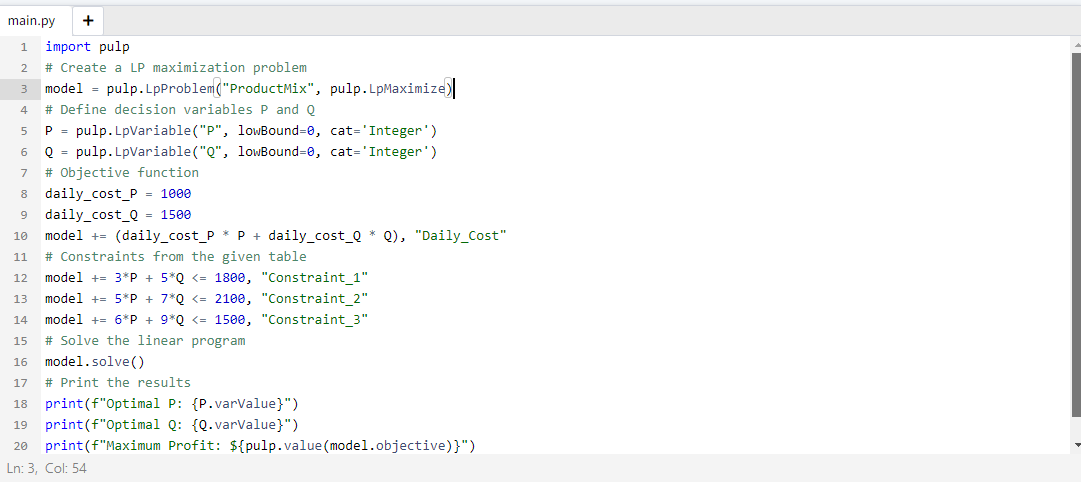 main.py +
1 import pulp
2 # Create a LP maximization problem
3 model = pulp.LpProblem("ProductMix", pulp.LpMaximize)
4 # Define decision variables P and Q
5 P = pulp.LpVariable("P", lowBound=0, cat='Integer')
6 Q = pulp.LpVariable("Q", lowBound=0, cat='Integer')
7 # Objective function
8 daily_cost_P = 1000
9 daily_cost_Q = 1500
10 model += (daily_cost_P * P + daily_cost_Q * Q), "Daily_Cost"
11 # Constraints from the given table
12 model += 3*P + 5*Q <= 1800, "Constraint_1"
13 model += 5*P + 7*Q <= 2100, "Constraint_2"
14 model += 6*P + 9*Q <= 1500, "Constraint_3"
15 # Solve the linear program
16 model.solve()
17 # Print the results
18 print(f"Optimal P: {P.varValue}")
19 print(f"Optimal Q: {Q.varValue}")
20 print(f"Maximum Profit: ${pulp.value(model.objective)}")
Ln: 3, Col: 54